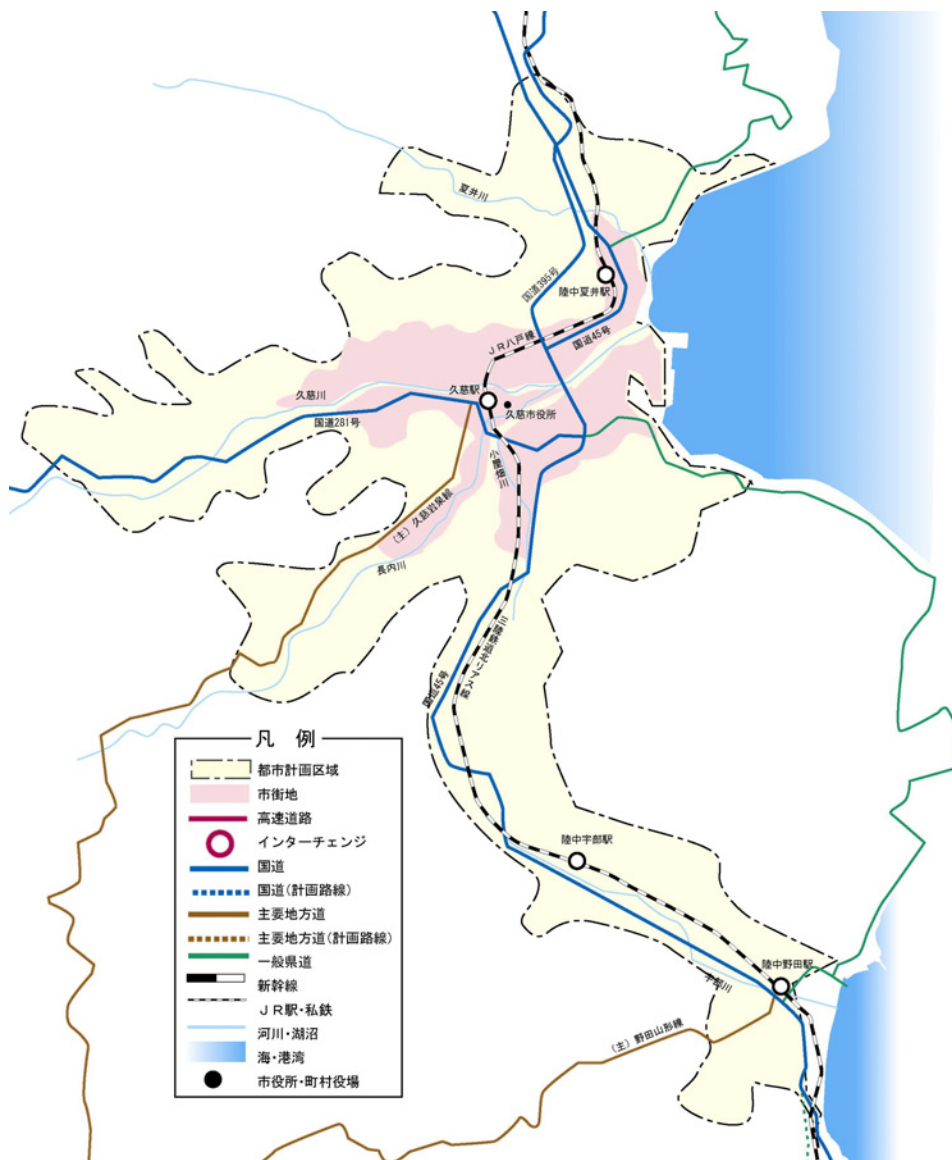 夏井川
国道395号
陸中夏井駅
JR八戸線
国道45号
久慈川
久慈駅
久慈市役所
国道281号
小屋畑川
(主)久慈岩泉線
長内川
三陸鉄道北リアス線
国道45号
凡 例
都市計画区域
市街地
高速道路
インターチェンジ
国道
国道(計画路線)
主要地方道
主要地方道(計画路線)
一般県道
新幹線
JR駅・私鉄
河川・湖沼
海・港湾
市役所・町村役場
陸中宇部駅
陸中野田駅
宇部川
(主)野田山形線